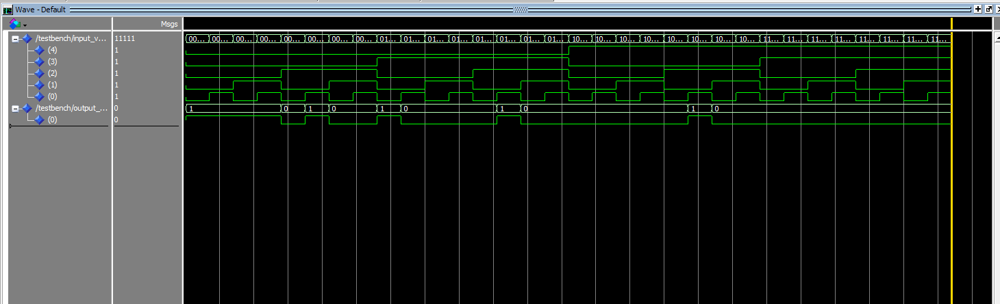 Wave - Default
Msgs
/testbench/input_v... 11111 00... 00... 00... 00... 00... 00... 00... 00... 01... 01... 01... 01... 01... 01... 01... 01... 10... 10... 10... 10... 10... 10... 10... 10... 11... 11... 11... 11... 11... 11... 11... 11...
(4) 1
(3) 1
(2) 1
(1) 1
(0) 1
/testbench/output_... 0 1 0 1 0 1 0 1 0 1 0
(0) 0